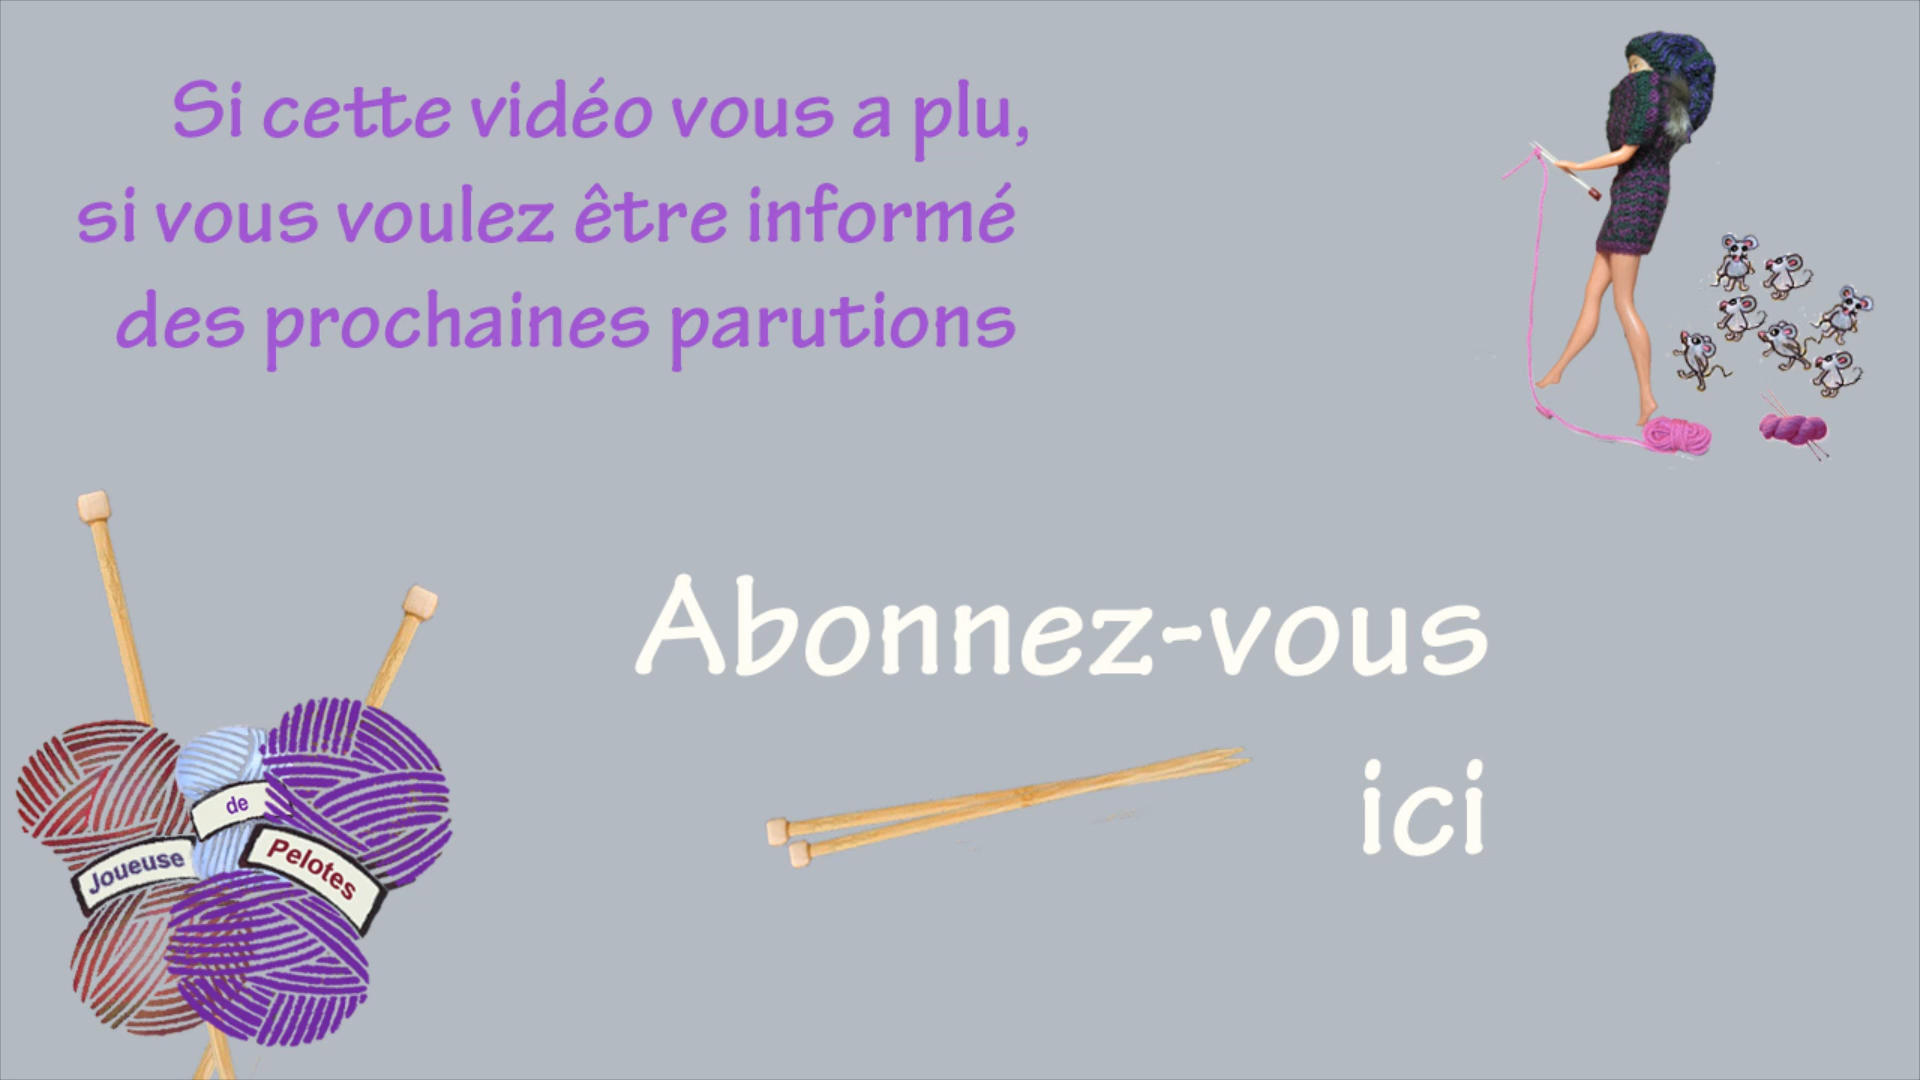 Si cette vidéo vous a plu,
si vous voulez être informé
des prochaines parutions
Abonnez-vous
ici
Joueuse
de
Pelotes